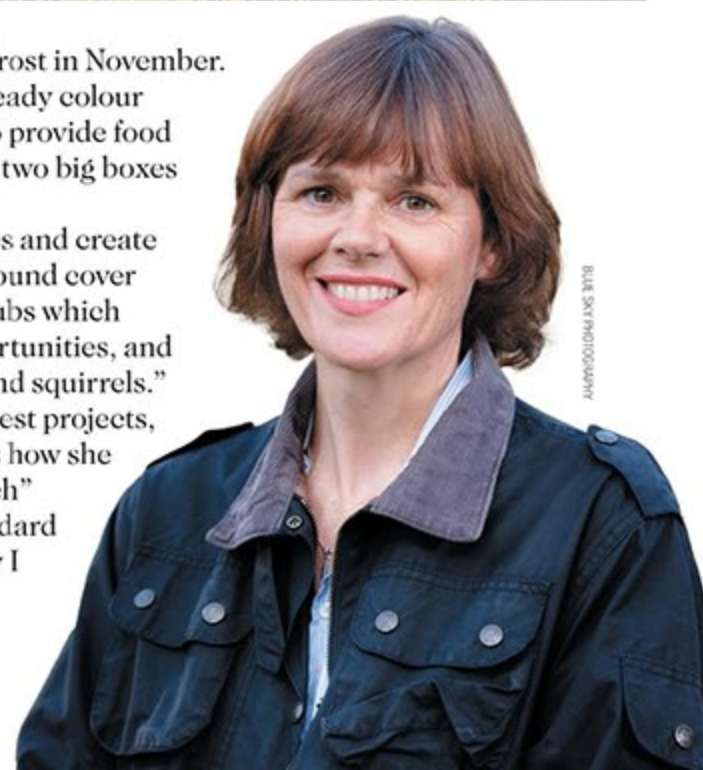 rost in November.
eady colour
provide food
two big boxes
s and create
ound cover
ubs which
rtunities, and
nd squirrels.”
est projects,
how she
ch”
dard
I
BLUE SKY PHOTOGRAPHY